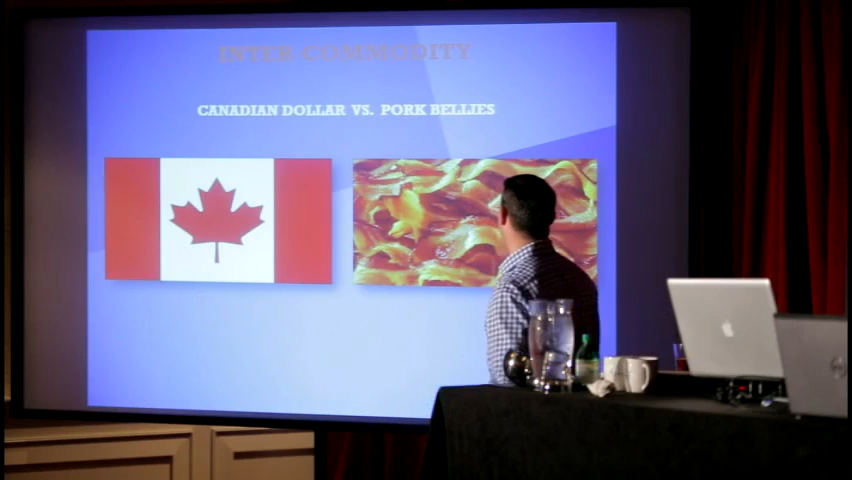 INTER-COMMODITY
CANADIAN DOLLAR VS. PORK BELLIES